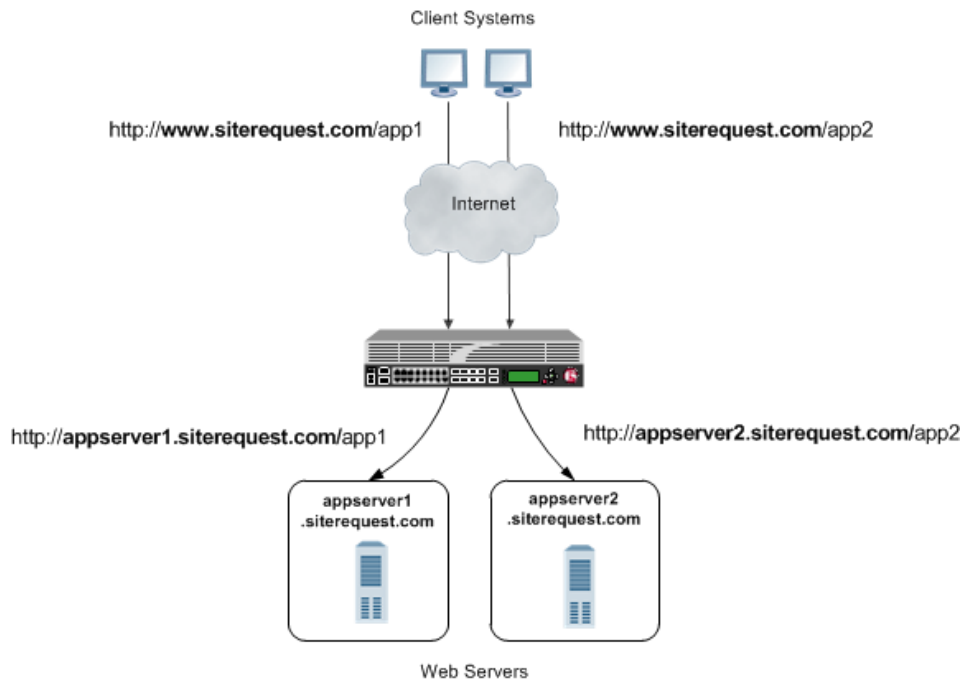 Client Systems
http://www.siterequest.com/app1
http://www.siterequest.com/app2
Internet
http://appserver1.siterequest.com/app1
http://appserver2.siterequest.com/app2
appserver1
.siterequest.com
appserver2
.siterequest.com
Web Servers